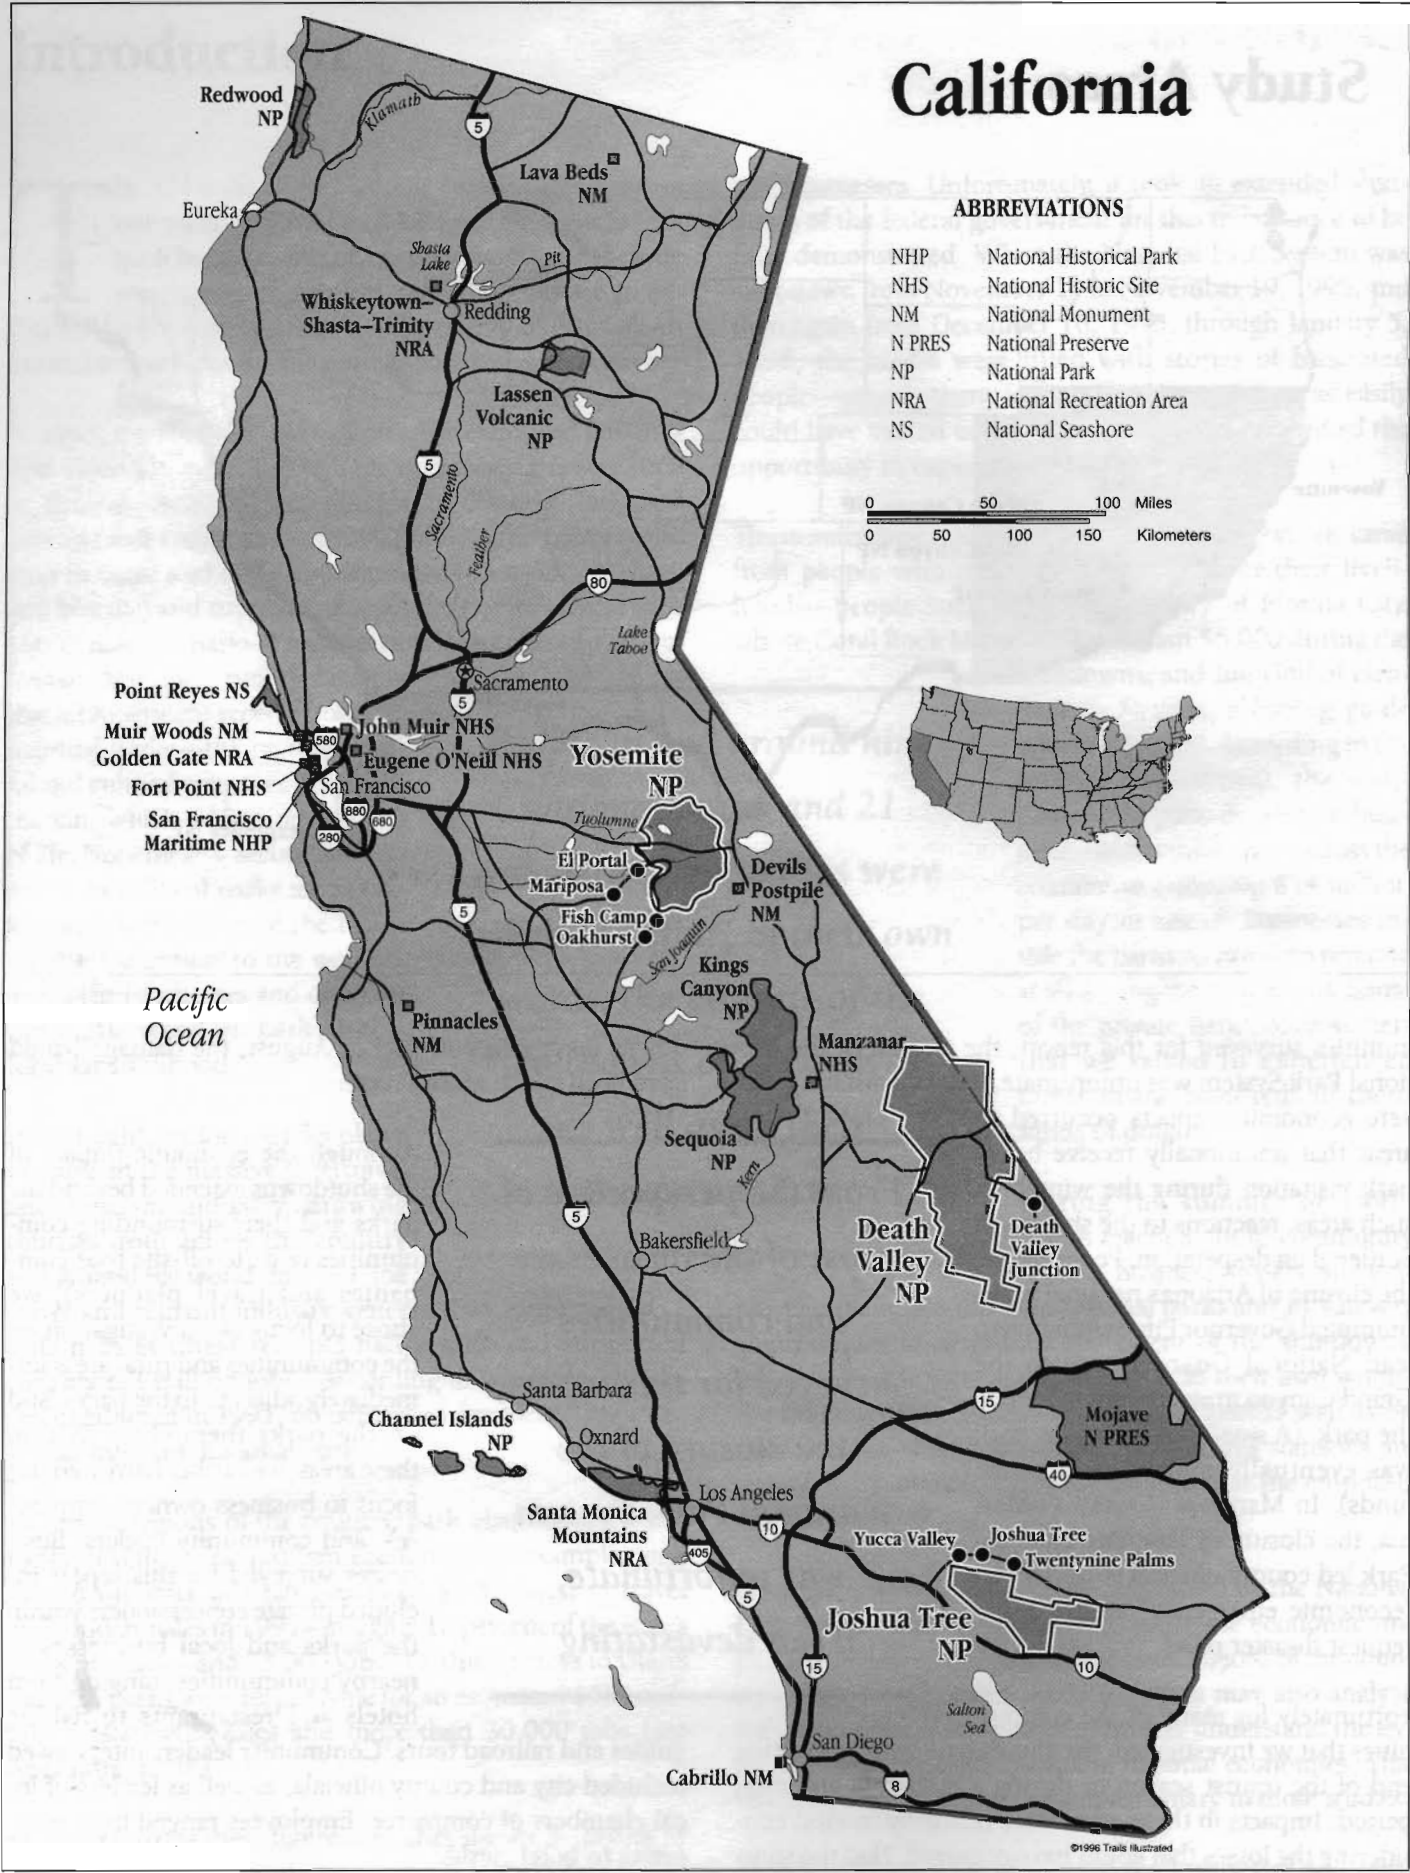 California
ABBREVIATIONS
NHP National Historical Park
NHS National Historic Site
NM National Monument
N PRES National Preserve
NP National Park
NRA National Recreation Area
NS National Seashore
0 50 100 Miles
0 50 100 150 Kilometers
Redwood
NP
Klamath
5
Lava Beds
NM
Eureka
Shasta
Lake
Pit
Whiskeytown–
Shasta–Trinity
NRA
Redding
Lassen
Volcanic
NP
5
Sacramento
Feather
80
Lake
Tahoe
Sacramento
5
Point Reyes NS
Muir Woods NM
Golden Gate NRA
Fort Point NHS
San Francisco
Maritime NHP
580
John Muir NHS
Eugene O'Neill NHS
San Francisco
880
680
280
Yosemite
NP
Tuolumne
El Portal
Mariposa
Fish Camp
Oakhurst
Devils
Postpile
NM
5
San Joaquin
Kings
Canyon
NP
Pacific
Ocean
Pinnacles
NM
Manzanar
NHS
Sequoia
NP
Kern
5
Bakersfield
Death
Valley
NP
Death
Valley
Junction
Santa Barbara
Channel Islands
NP
Oxnard
15
Mojave
N PRES
40
Los Angeles
Santa Monica
Mountains
NRA
10
405
Yucca Valley
Joshua Tree
Twentynine Palms
5
Joshua Tree
NP
15
10
Salton
Sea
San Diego
Cabrillo NM
8
©1996 Trails Illustrated